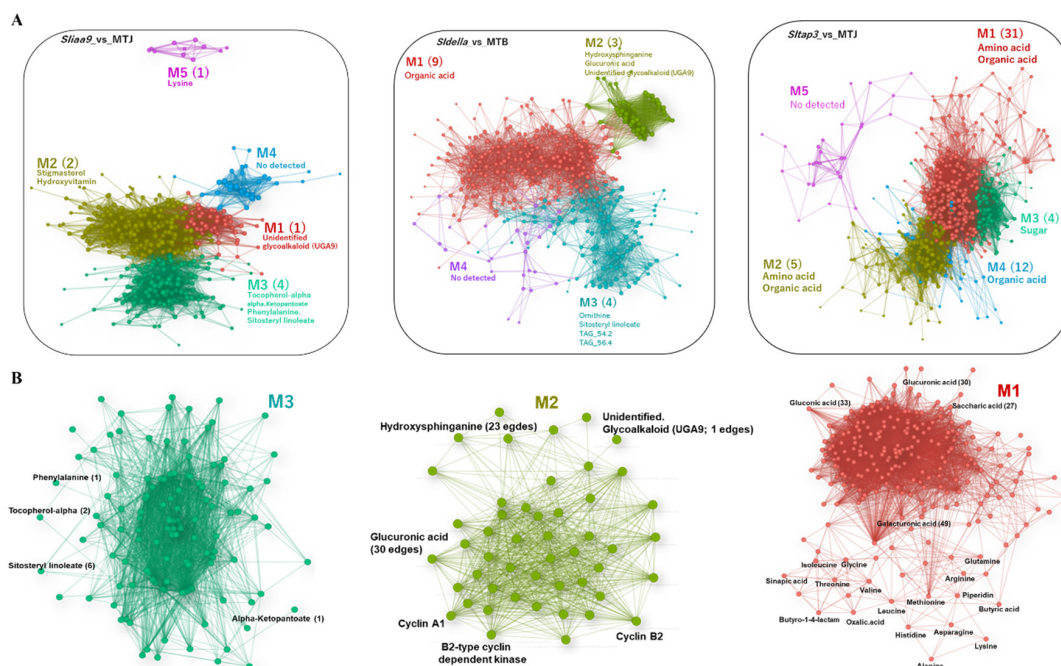 A
Sliaa9_vs_MTJ
M5 (1)
Lysine
M2 (2)
Stigmasterol
Hydroxyvitamin
M4
No detected
M1 (1)
Unidentified
glycoalkaloid (UGA9)
M3 (4)
Tocopherol-alpha
alpha.Ketopantoate
Phenylalanine.
Sitosteryl linoleate
Sldella_vs_MTB
M1 (9)
Organic acid
M2 (3)
Hydroxysphinganine
Glucuronic acid
Unidentified glycoalkaloid (UGA9)
M4
No detected
M3 (4)
Ornithine
Sitosteryl linoleate
TAG_54.2
TAG_56.4
Sltap3_vs_MTJ
M1 (31)
Amino acid
Organic acid
M5
No detected
M3 (4)
Sugar
M2 (5)
Amino acid
Organic acid
M4 (12)
Organic acid
B
M3
Phenylalanine (1)
Tocopherol-alpha (2)
Sitosteryl linoleate (6)
Alpha-Ketopantoate (1)
M2
Hydroxysphinganine (23 egdes)
Unidentified.
Glycoalkaloid (UGA9; 1 edges)
Glucuronic acid
(30 edges)
Cyclin A1
B2-type cyclin
dependent kinase
Cyclin B2
M1
Glucuronic acid (30)
Gluconic acid (33)
Saccharic acid (27)
Galacturonic acid (49)
Isoleucine
Glycine
Glutamine
Sinapic acid
Threonine
Valine
Arginine
Piperidin
Leucine
Methionine
Butyric acid
Butyro-1-4-lactam
Oxalic.acid
Histidine
Asparagine
Lysine
Alanine